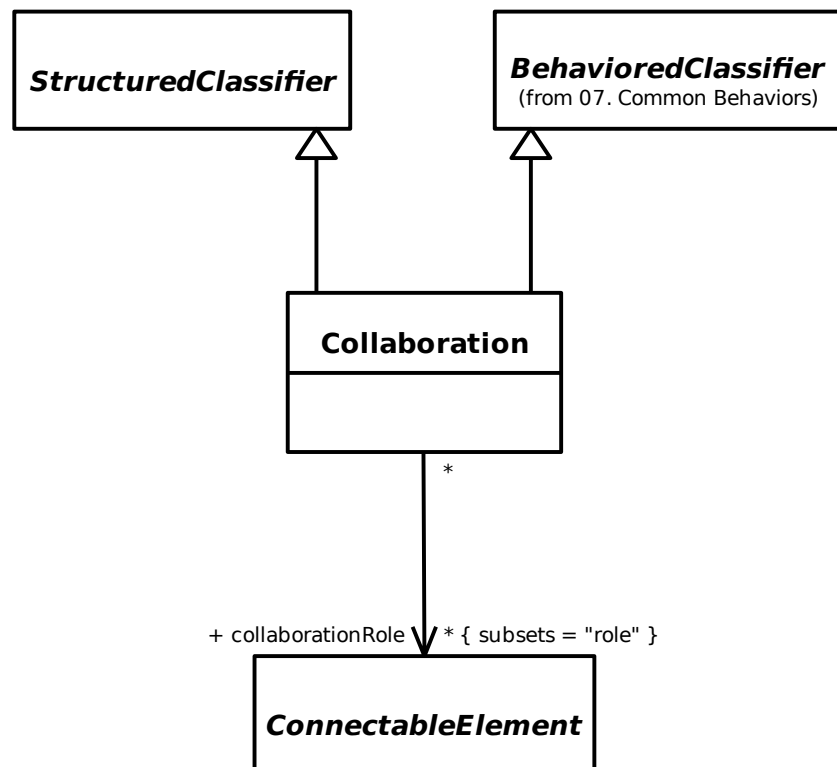 StructuredClassifier
BehavioredClassifier
(from 07. Common Behaviors)
Collaboration
*
+ collaborationRole
* { subsets = "role" }
ConnectableElement